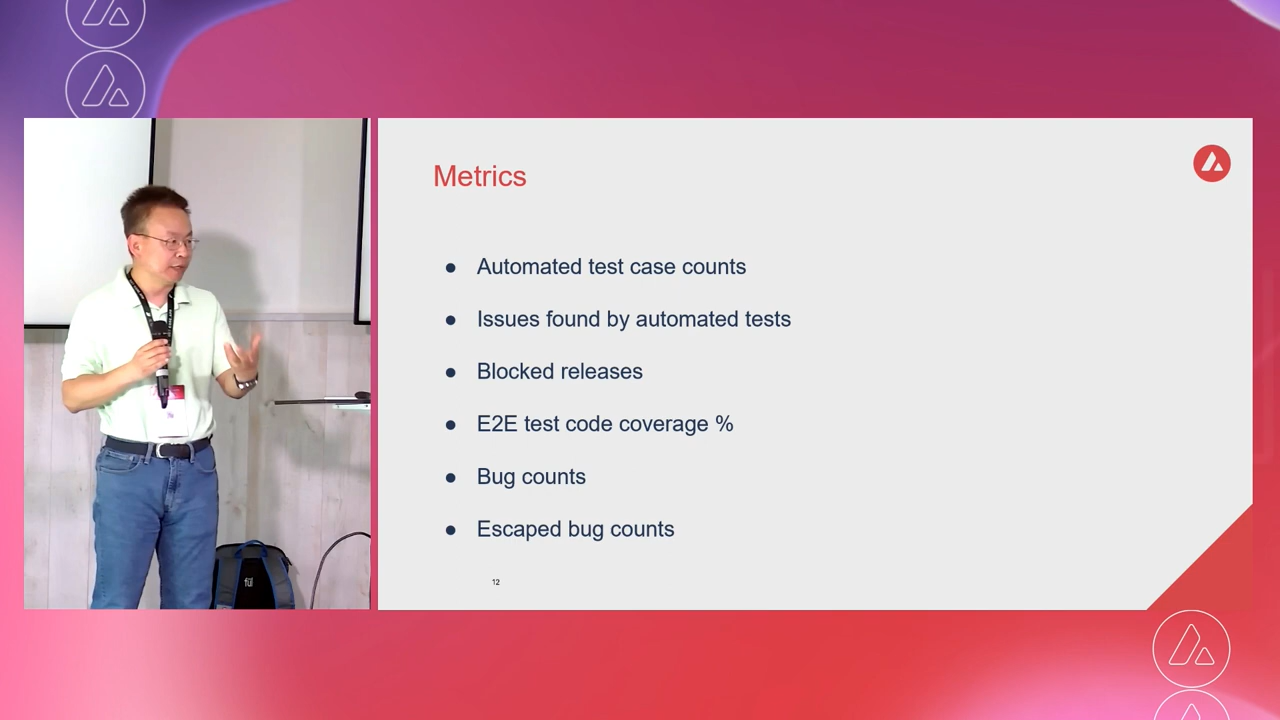 Metrics
● Automated test case counts
● Issues found by automated tests
● Blocked releases
● E2E test code coverage %
● Bug counts
● Escaped bug counts
12
fūl